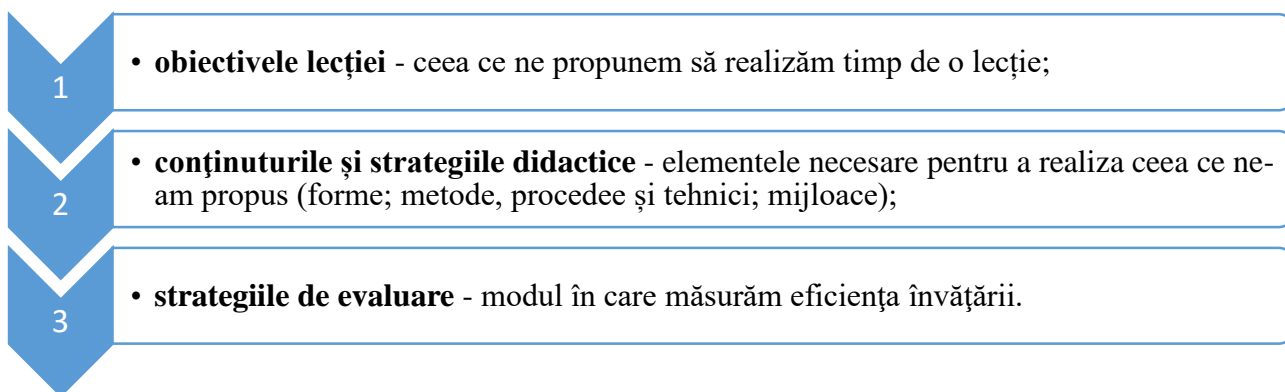 1
• obiectivele lecției - ceea ce ne propunem să realizăm timp de o lecție;
2
• conţinuturile și strategiile didactice - elementele necesare pentru a realiza ceea ce ne-
am propus (forme; metode, procedee și tehnici; mijloace);
3
• strategiile de evaluare - modul în care măsurăm eficienţa învăţării.